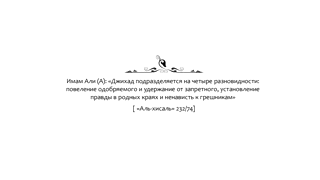 Имам Али (А): «Джихад подразделяется на четыре разновидности:
повеление одобряемого и удержание от запретного, установление
правды в родных краях и ненависть к грешникам»
[ «Аль-хисаль» 232/74]